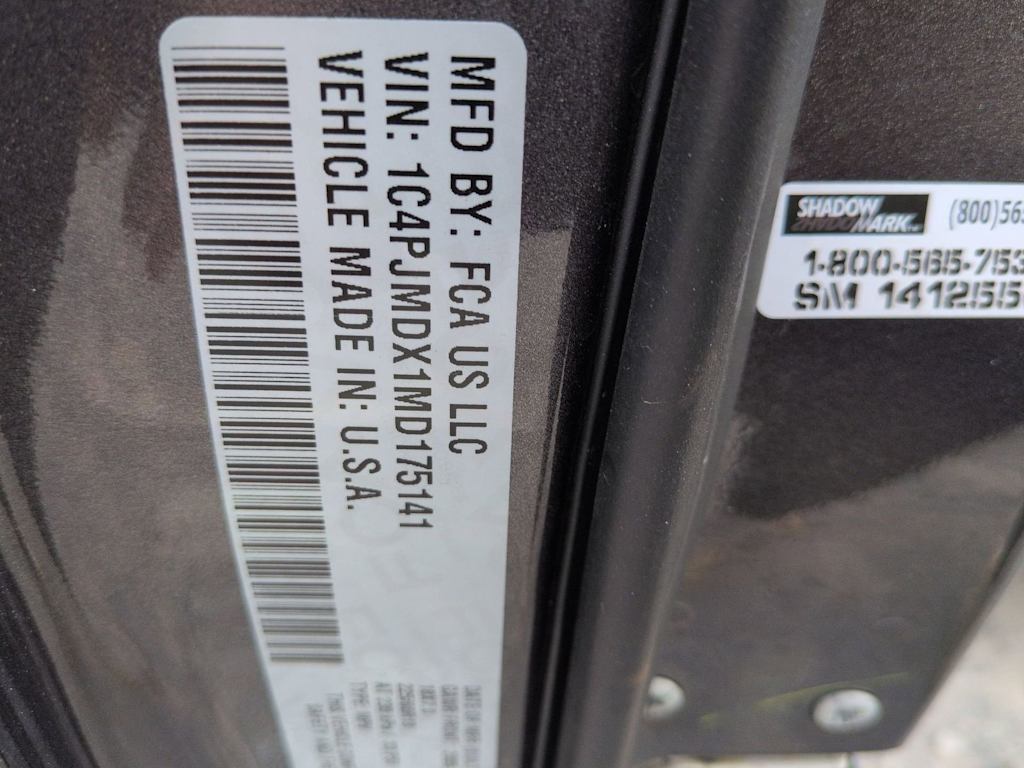 MFD BY: FCA US LLC
VIN: 1C4PJMDX1MD175141
VEHICLE MADE IN: U.S.A.
SHADOW
MARK
(800)56
1-800-565-753
SM 141255